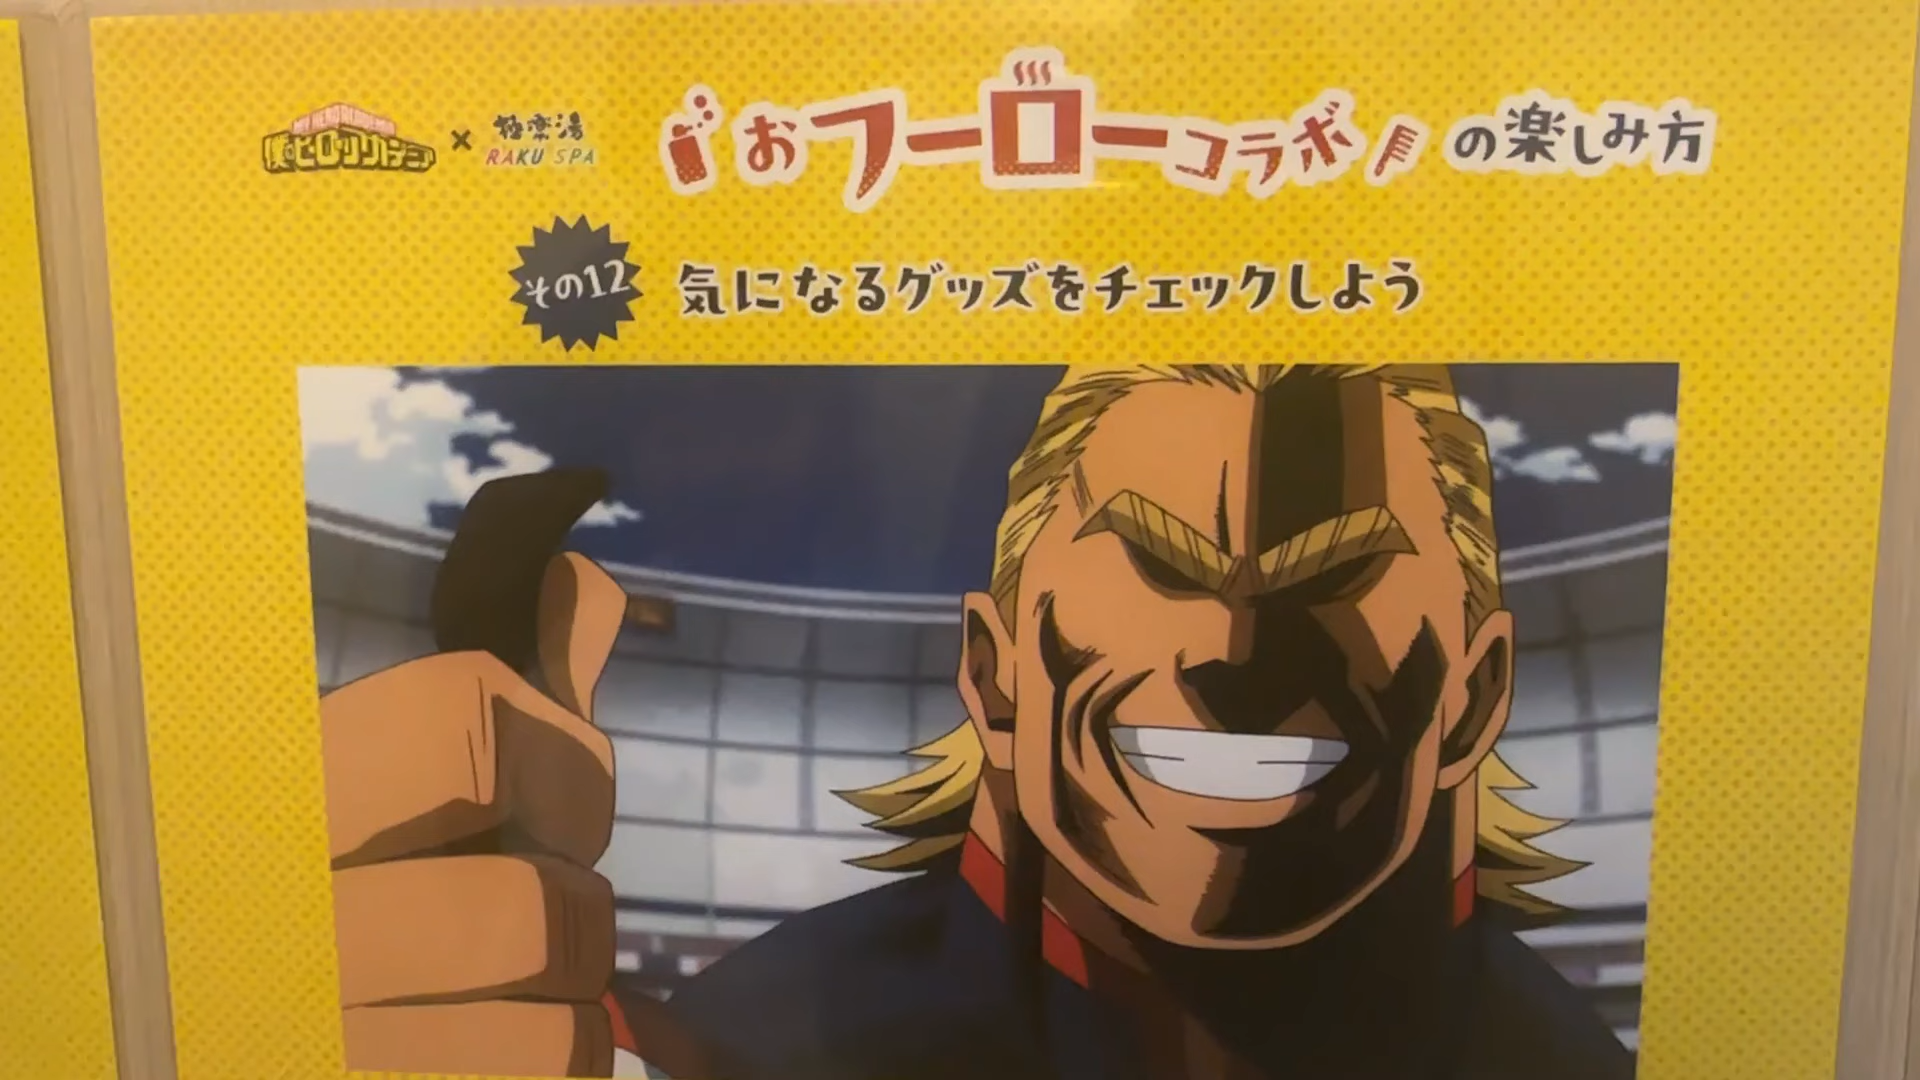 MY HERO ACADEMIA
僕のヒーローアカデミア
×
極楽湯
RAKU SPA
おフーローコラボの楽しみ方
その12
気になるグッズをチェックしよう